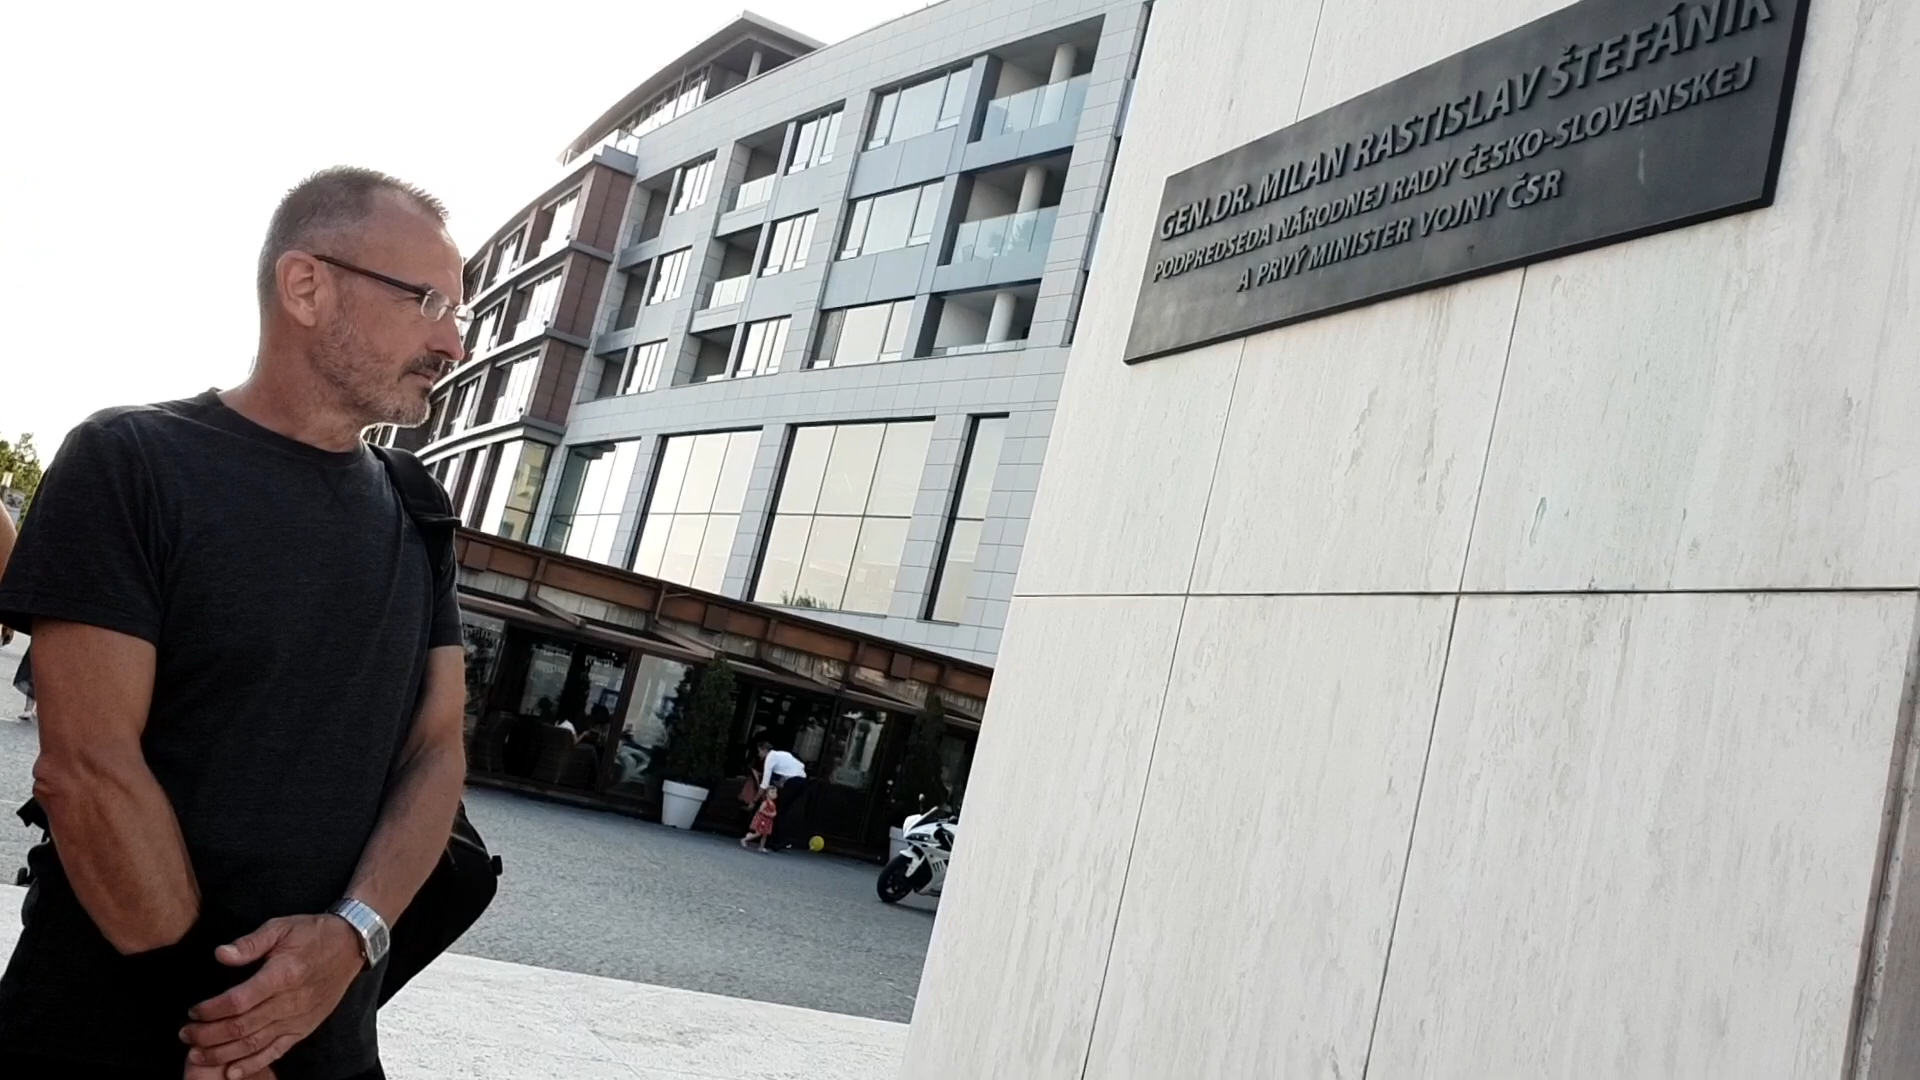 GEN. DR. MILAN RASTISLAV ŠTEFÁNIK
PODPREDSEDA NÁRODNEJ RADY ČESKO-SLOVENSKEJ
A PRVÝ MINISTER VOJNY ČSR